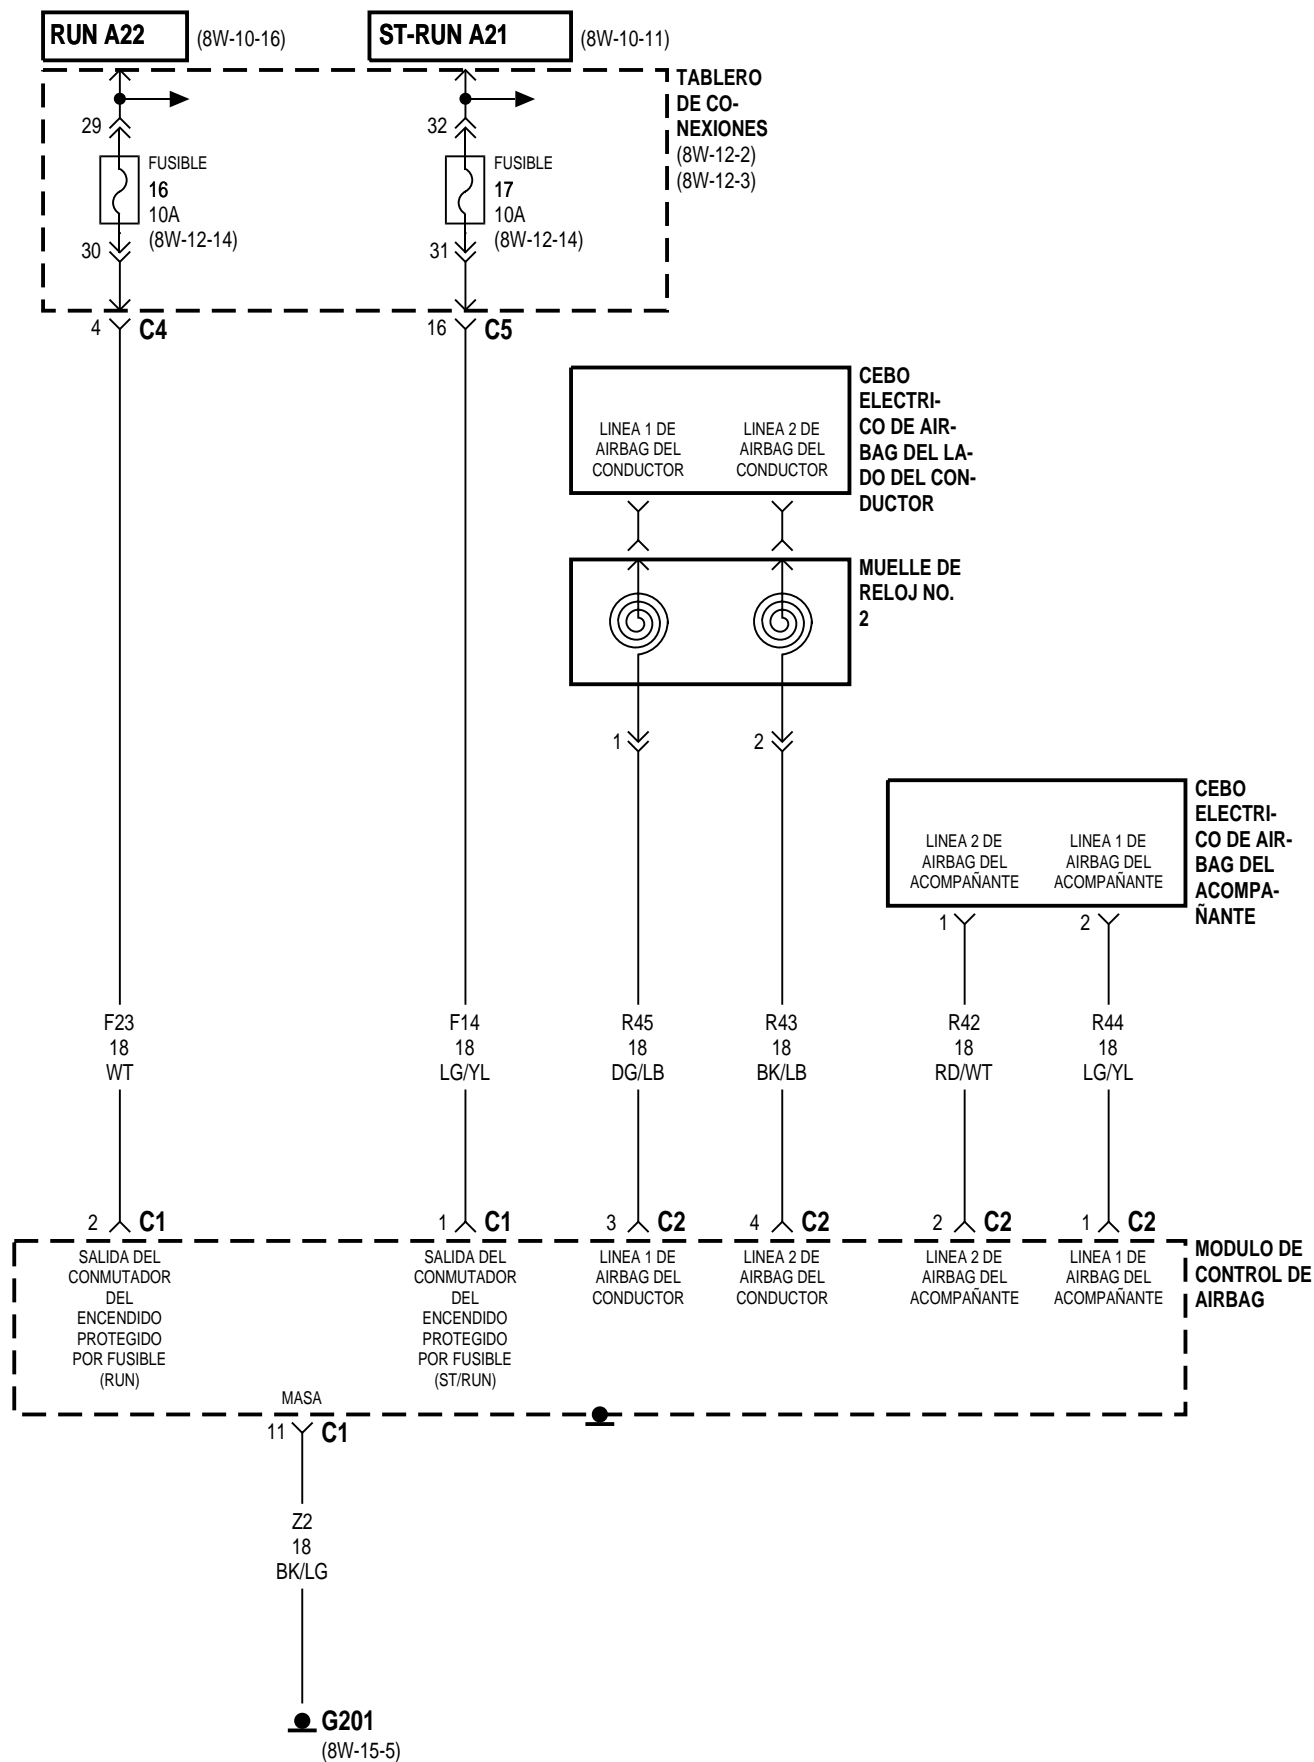 RUN A22 (8W-10-16)
ST-RUN A21 (8W-10-11)
TABLERO
DE CO-
NEXIONES
(8W-12-2)
(8W-12-3)
29
FUSIBLE
16
10A
(8W-12-14)
30
32
FUSIBLE
17
10A
(8W-12-14)
31
4 C4
16 C5
CEBO
ELECTRI-
CO DE AIR-
BAG DEL LA-
DO DEL CON-
DUCTOR
LINEA 1 DE
AIRBAG DEL
CONDUCTOR
LINEA 2 DE
AIRBAG DEL
CONDUCTOR
MUELLE DE
RELOJ NO.
2
1
2
CEBO
ELECTRI-
CO DE AIR-
BAG DEL
ACOMPA-
ÑANTE
LINEA 2 DE
AIRBAG DEL
ACOMPAÑANTE
LINEA 1 DE
AIRBAG DEL
ACOMPAÑANTE
1
2
F23
18
WT
F14
18
LG/YL
R45
18
DG/LB
R43
18
BK/LB
R42
18
RD/WT
R44
18
LG/YL
2 C1
1 C1
3 C2
4 C2
2 C2
1 C2
MODULO DE
CONTROL DE
AIRBAG
SALIDA DEL
CONMUTADOR
DEL
ENCENDIDO
PROTEGIDO
POR FUSIBLE
(RUN)
SALIDA DEL
CONMUTADOR
DEL
ENCENDIDO
PROTEGIDO
POR FUSIBLE
(ST/RUN)
LINEA 1 DE
AIRBAG DEL
CONDUCTOR
LINEA 2 DE
AIRBAG DEL
CONDUCTOR
LINEA 2 DE
AIRBAG DEL
ACOMPAÑANTE
LINEA 1 DE
AIRBAG DEL
ACOMPAÑANTE
MASA
11 C1
Z2
18
BK/LG
G201
(8W-15-5)